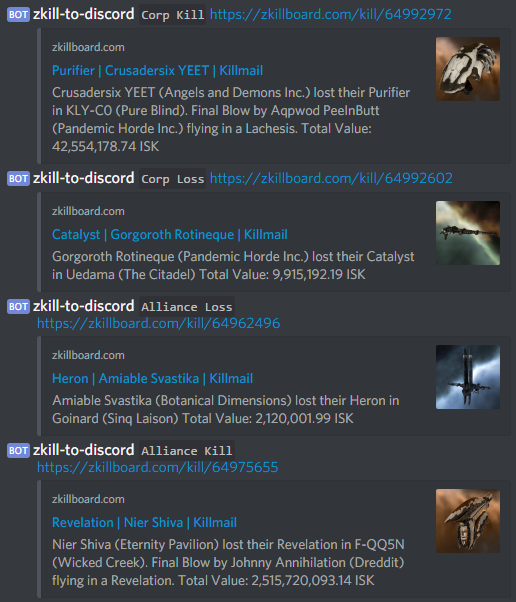 BOT zkill-to-discord Corp Kill https://zkillboard.com/kill/64992972
zkillboard.com
Purifier | Crusadersix YEET | Killmail
Crusadersix YEET (Angels and Demons Inc.) lost their Purifier
in KLY-C0 (Pure Blind). Final Blow by Aqpwod PeeInButt
(Pandemic Horde Inc.) flying in a Lachesis. Total Value:
42,554,178.74 ISK
BOT zkill-to-discord Corp Loss https://zkillboard.com/kill/64992602
zkillboard.com
Catalyst | Gorgoroth Rotineque | Killmail
Gorgoroth Rotineque (Pandemic Horde Inc.) lost their Catalyst
in Uedama (The Citadel) Total Value: 9,915,192.19 ISK
BOT zkill-to-discord Alliance Loss
https://zkillboard.com/kill/64962496
zkillboard.com
Heron | Amiable Svastika | Killmail
Amiable Svastika (Botanical Dimensions) lost their Heron in
Goinard (Sinq Laison) Total Value: 2,120,001.99 ISK
BOT zkill-to-discord Alliance Kill
https://zkillboard.com/kill/64975655
zkillboard.com
Revelation | Nier Shiva | Killmail
Nier Shiva (Eternity Pavilion) lost their Revelation in F-QQ5N
(Wicked Creek). Final Blow by Johnny Annihilation (Dreddit)
flying in a Revelation. Total Value: 2,515,720,093.14 ISK